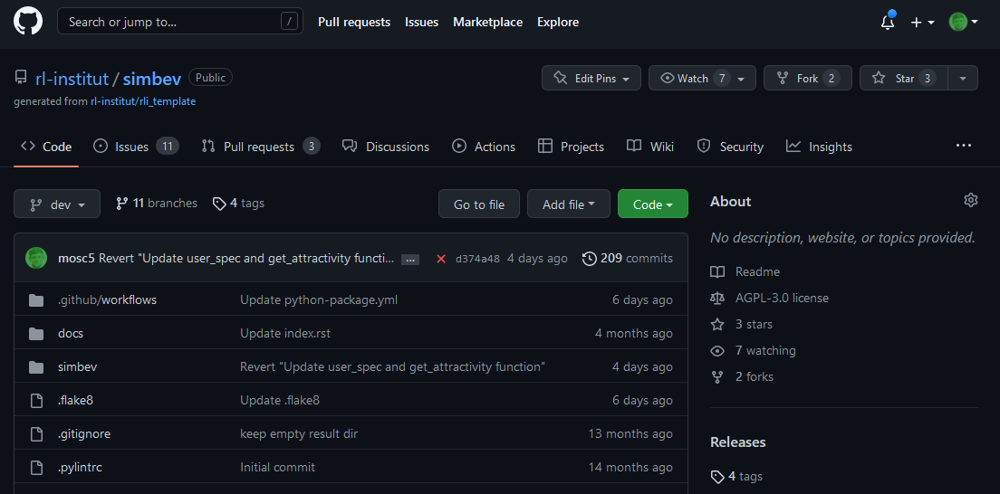 Search or jump to... / Pull requests Issues Marketplace Explore
rl-institut / simbev Public Edit Pins Watch 7 Fork 2 Star 3
generated from rl-institut/rli_template
Code Issues 11 Pull requests 3 Discussions Actions Projects Wiki Security Insights ...
dev 11 branches 4 tags Go to file Add file Code About
No description, website, or topics provided.
mosc5 Revert "Update user_spec and get_attractivity functi... ... d374a48 4 days ago 209 commits
Readme
.github/workflows Update python-package.yml 6 days ago
AGPL-3.0 license
docs Update index.rst 4 months ago
3 stars
7 watching
simbev Revert "Update user_spec and get_attractivity function" 4 days ago
2 forks
.flake8 Update .flake8 6 days ago
.gitignore keep empty result dir 13 months ago
Releases
.pylintrc Initial commit 14 months ago
4 tags